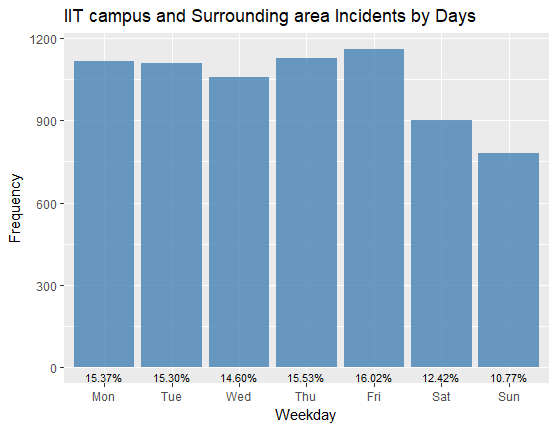 IIT campus and Surrounding area Incidents by Days
1200
900
600
300
0
Frequency
15.37% 15.30% 14.60% 15.53% 16.02% 12.42% 10.77%
Mon Tue Wed Thu Fri Sat Sun
Weekday